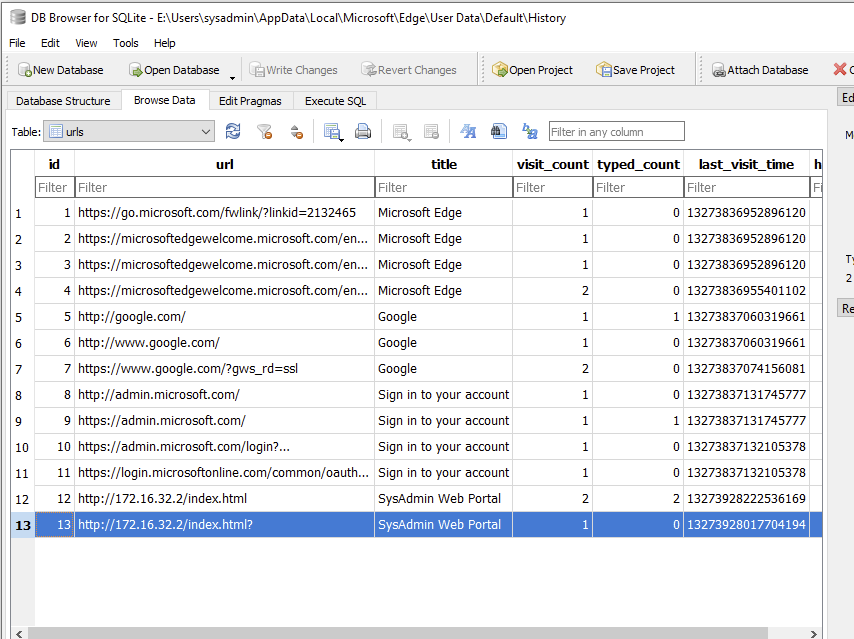 DB Browser for SQLite - E:\Users\sysadmin\AppData\Local\Microsoft\Edge\User Data\Default\History
File Edit View Tools Help
New Database Open Database Write Changes Revert Changes Open Project Save Project Attach Database C
Database Structure Browse Data Edit Pragmas Execute SQL Ed
Table: urls Filter in any column M
id url title visit_count typed_count last_visit_time h
Filter Filter Filter Filter Filter Filter Fi
1 1 https://go.microsoft.com/fwlink/?linkid=2132465 Microsoft Edge 1 0 13273836952896120
2 2 https://microsoftedgewelcome.microsoft.com/en... Microsoft Edge 1 0 13273836952896120
3 3 https://microsoftedgewelcome.microsoft.com/en... Microsoft Edge 1 0 13273836952896120
4 4 https://microsoftedgewelcome.microsoft.com/en... Microsoft Edge 2 0 13273836955401102
5 5 http://google.com/ Google 1 1 13273837060319661
6 6 http://www.google.com/ Google 1 0 13273837060319661
7 7 https://www.google.com/?gws_rd=ssl Google 2 0 13273837074156081
8 8 http://admin.microsoft.com/ Sign in to your account 1 0 13273837131745777
9 9 https://admin.microsoft.com/ Sign in to your account 1 1 13273837131745777
10 10 https://admin.microsoft.com/login?... Sign in to your account 1 0 13273837132105378
11 11 https://login.microsoftonline.com/common/oauth... Sign in to your account 1 0 13273837132105378
12 12 http://172.16.32.2/index.html SysAdmin Web Portal 2 2 13273928222536169
13 13 http://172.16.32.2/index.html? SysAdmin Web Portal 1 0 13273928017704194
Ty
2
Re